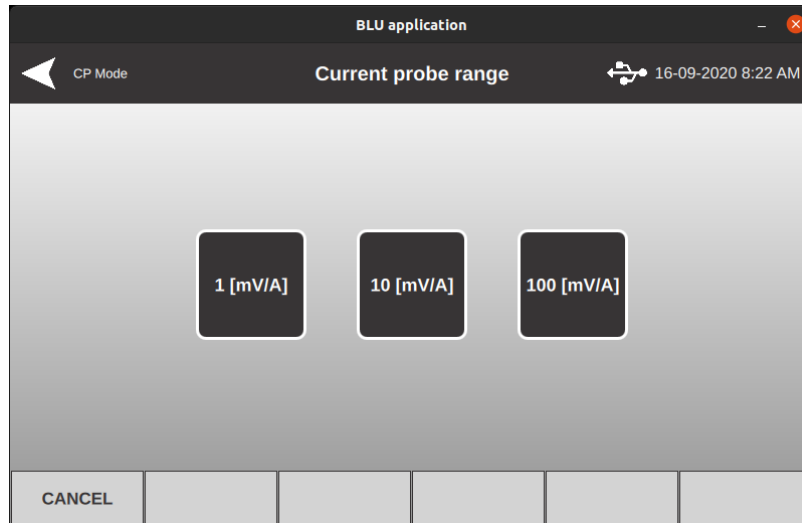 BLU application
CP Mode
Current probe range
16-09-2020 8:22 AM
1 [mV/A]
10 [mV/A]
100 [mV/A]
CANCEL